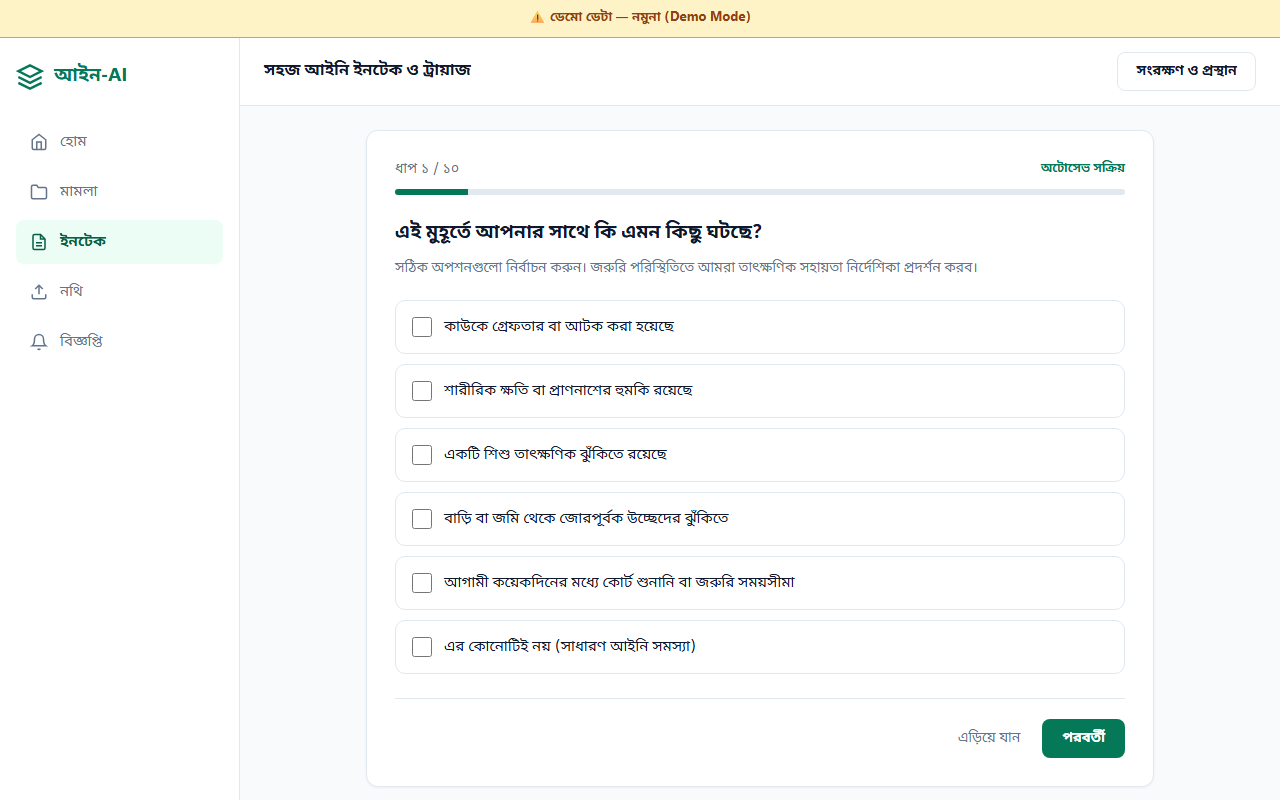 ⚠️ ডেমো ডেটা — নমুনা (Demo Mode)
আইন-AI
সহজ আইনি ইনটেক ও ট্রায়াজ
সংরক্ষণ ও প্রস্থান
হোম
মামলা
ইনটেক
নথি
বিজ্ঞপ্তি
ধাপ ১ / ১০
অটোসেভ সক্রিয়
এই মুহূর্তে আপনার সাথে কি এমন কিছু ঘটছে?
সঠিক অপশনগুলো নির্বাচন করুন। জরুরি পরিস্থিতিতে আমরা তাৎক্ষণিক সহায়তা নির্দেশিকা প্রদর্শন করব।
কাউকে গ্রেফতার বা আটক করা হয়েছে
শারীরিক ক্ষতি বা প্রাণনাশের হুমকি রয়েছে
একটি শিশু তাৎক্ষণিক ঝুঁকিতে রয়েছে
বাড়ি বা জমি থেকে জোরপূর্বক উচ্ছেদের ঝুঁকিতে
আগামী কয়েকদিনের মধ্যে কোর্ট শুনানি বা জরুরি সময়সীমা
এর কোনোটিই নয় (সাধারণ আইনি সমস্যা)
এড়িয়ে যান
পরবর্তী